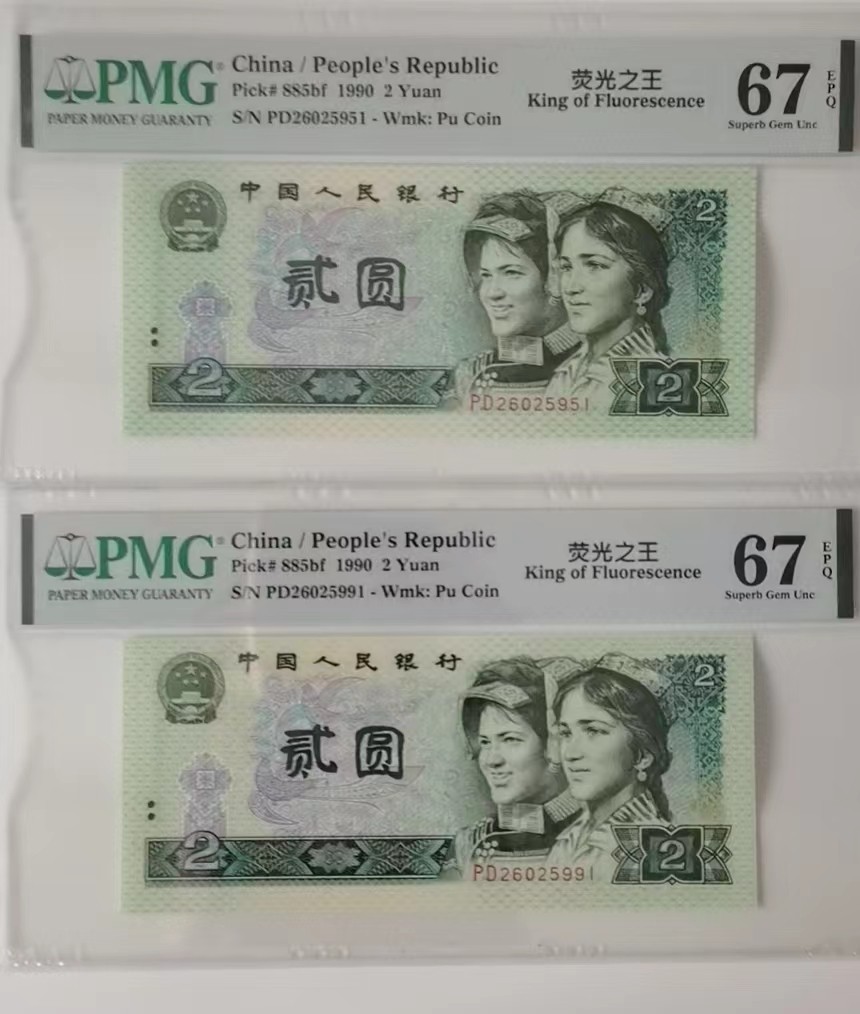 PMG
PAPER MONEY GUARANTY
China / People's Republic
Pick# 885bf 1990 2 Yuan
S/N PD26025951 - Wmk: Pu Coin
荧光之王
King of Fluorescence
67
Superb Gem Unc
EPQ
中国人民银行
2
贰圆
2
PD26025951
2
PMG
PAPER MONEY GUARANTY
China / People's Republic
Pick# 885bf 1990 2 Yuan
S/N PD26025991 - Wmk: Pu Coin
荧光之王
King of Fluorescence
67
Superb Gem Unc
EPQ
中国人民银行
2
贰圆
2
PD26025991
2